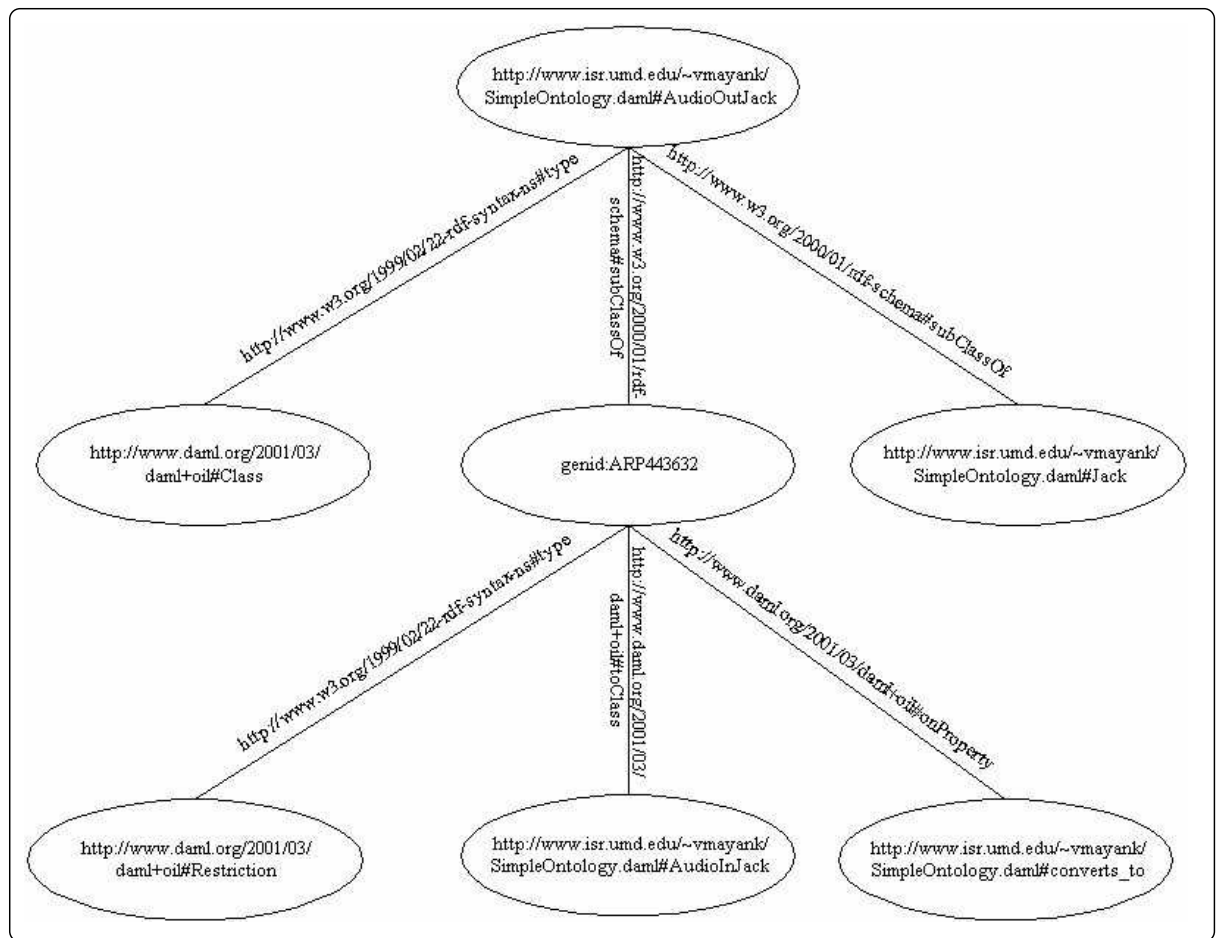 http://www.isr.umd.edu/~vmayank/
SimpleOntology.daml#AudioOutJack
http://www.w3.org/1999/02/22-rdf-syntax-ns#type
http://www.w3.org/2000/01/rdf-
schema#subClassOf
http://www.w3.org/2000/01/rdf-schema#subClassOf
http://www.daml.org/2001/03/
daml+oil#Class
genid:ARP443632
http://www.isr.umd.edu/~vmayank/
SimpleOntology.daml#Jack
http://www.w3.org/1999/02/22-rdf-syntax-ns#type
http://www.daml.org/2001/03/
daml+oil#toClass
http://www.daml.org/2001/03/daml+oil#onProperty
http://www.daml.org/2001/03/
daml+oil#Restriction
http://www.isr.umd.edu/~vmayank/
SimpleOntology.daml#AudioInJack
http://www.isr.umd.edu/~vmayank/
SimpleOntology.daml#converts_to